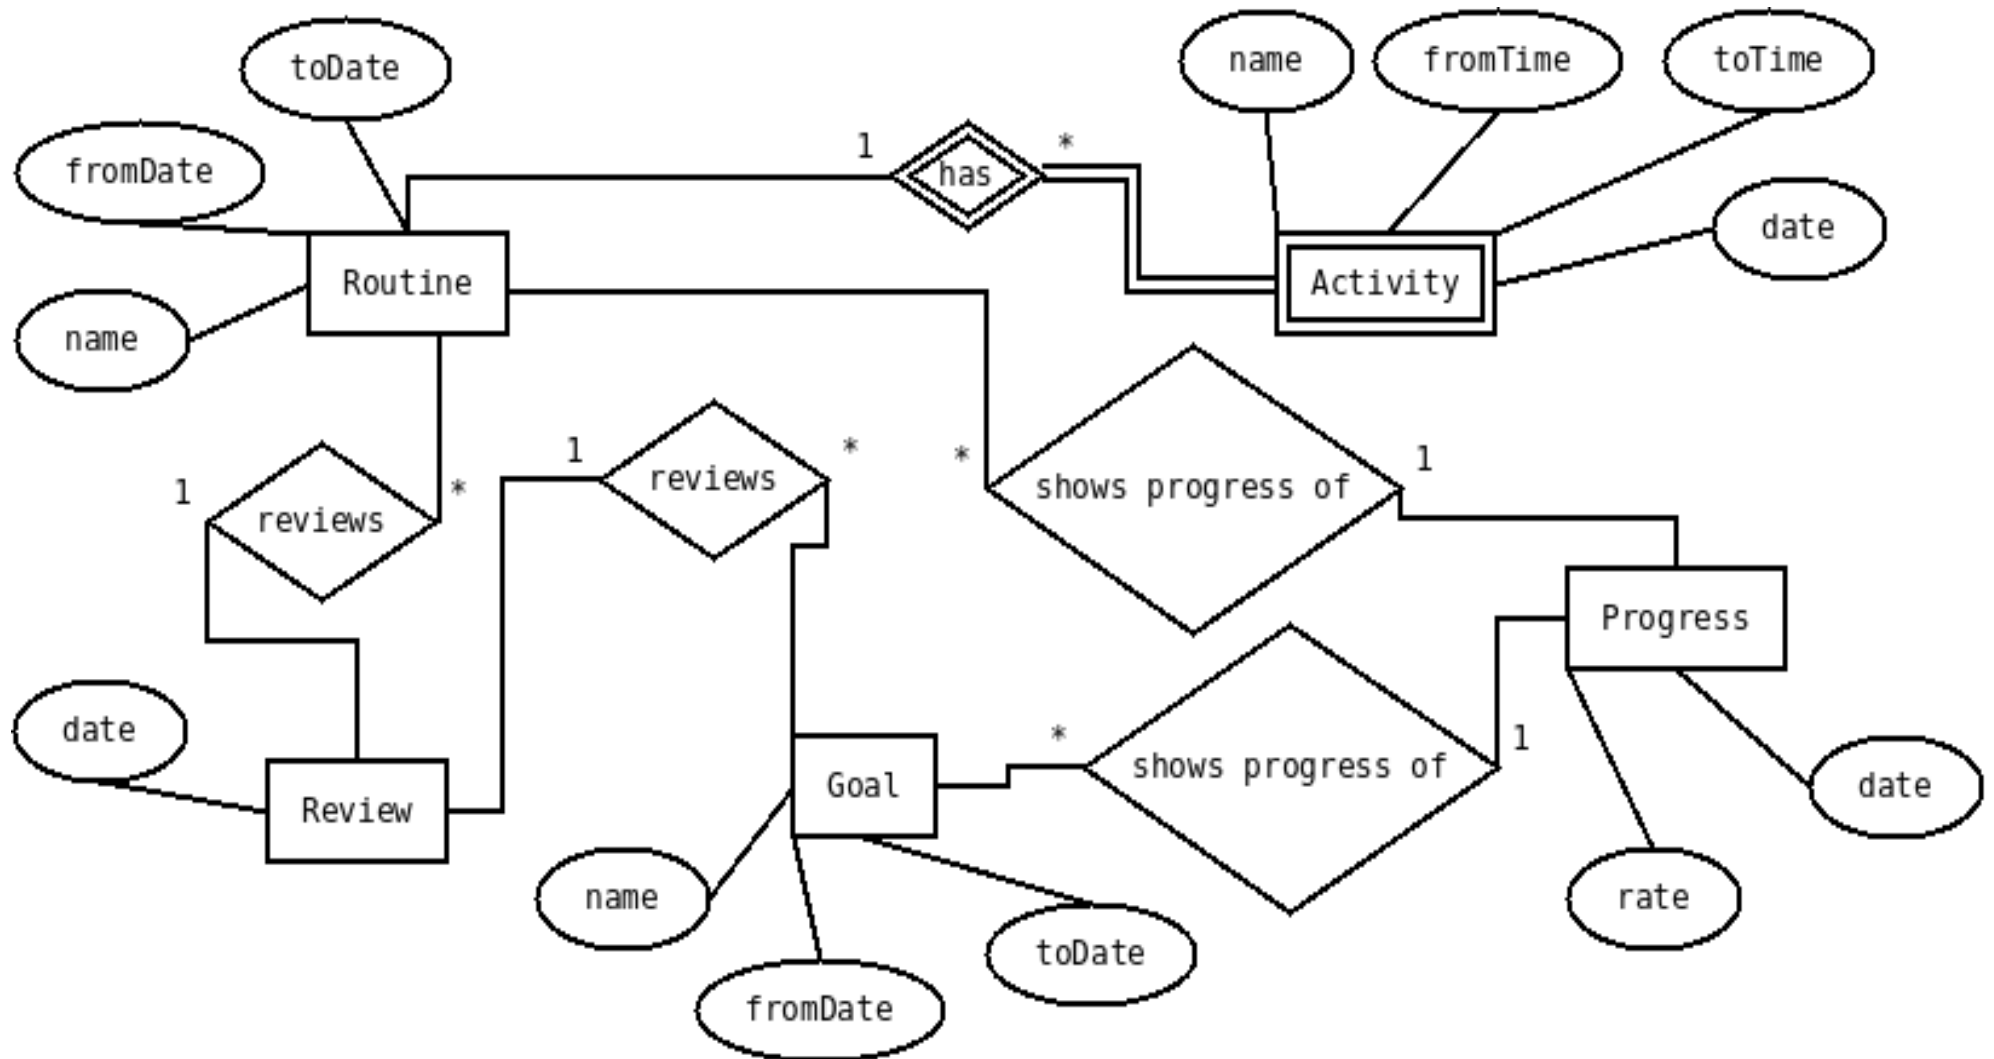 toDate
name
fromTime
toTime
fromDate
1
has
*
date
Routine
Activity
name
1
reviews
*
1
reviews
*
*
shows progress of
1
Progress
date
Review
Goal
*
shows progress of
1
date
name
rate
toDate
fromDate